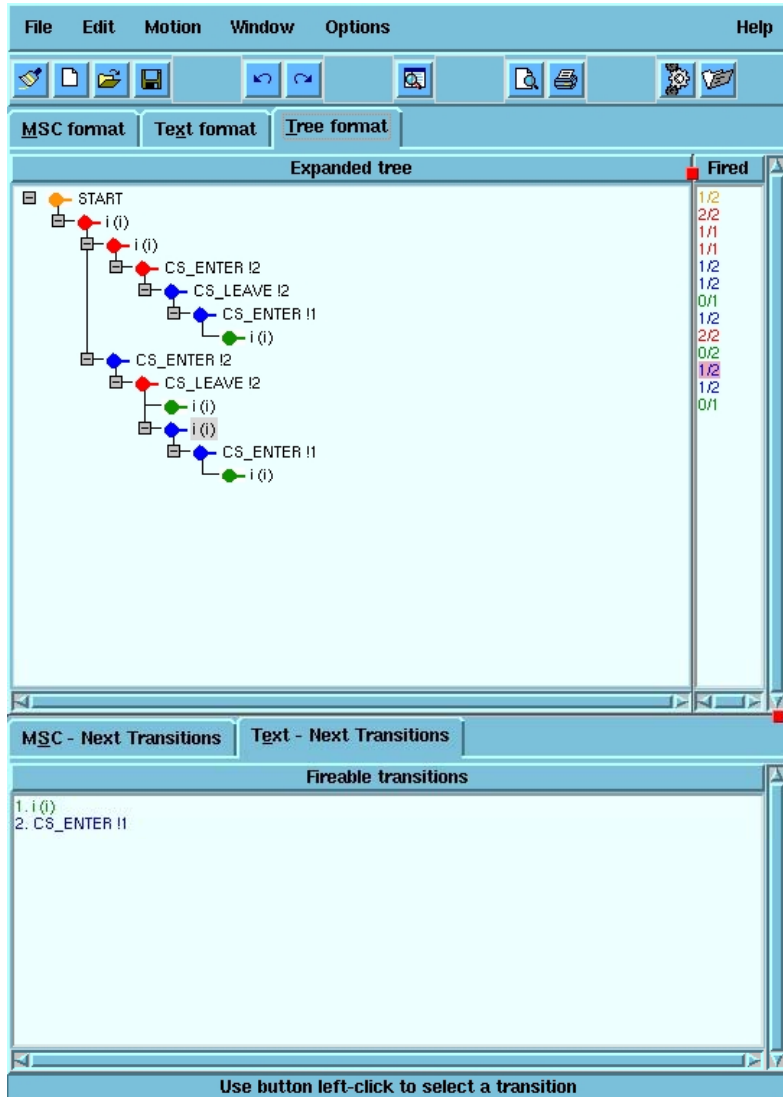 File Edit Motion Window Options Help
MSC format Text format Tree format
Expanded tree Fired
START 1/2
i (i) 2/2
i (i) 1/1
CS_ENTER !2 1/1
CS_LEAVE !2 1/2
CS_ENTER !1 1/2
i (i) 0/1
CS_ENTER !2 1/2
CS_LEAVE !2 2/2
i (i) 0/2
i (i) 1/2
CS_ENTER !1 1/2
i (i) 0/1
MSC - Next Transitions Text - Next Transitions
Fireable transitions
1. i (i)
2. CS_ENTER !1
Use button left-click to select a transition